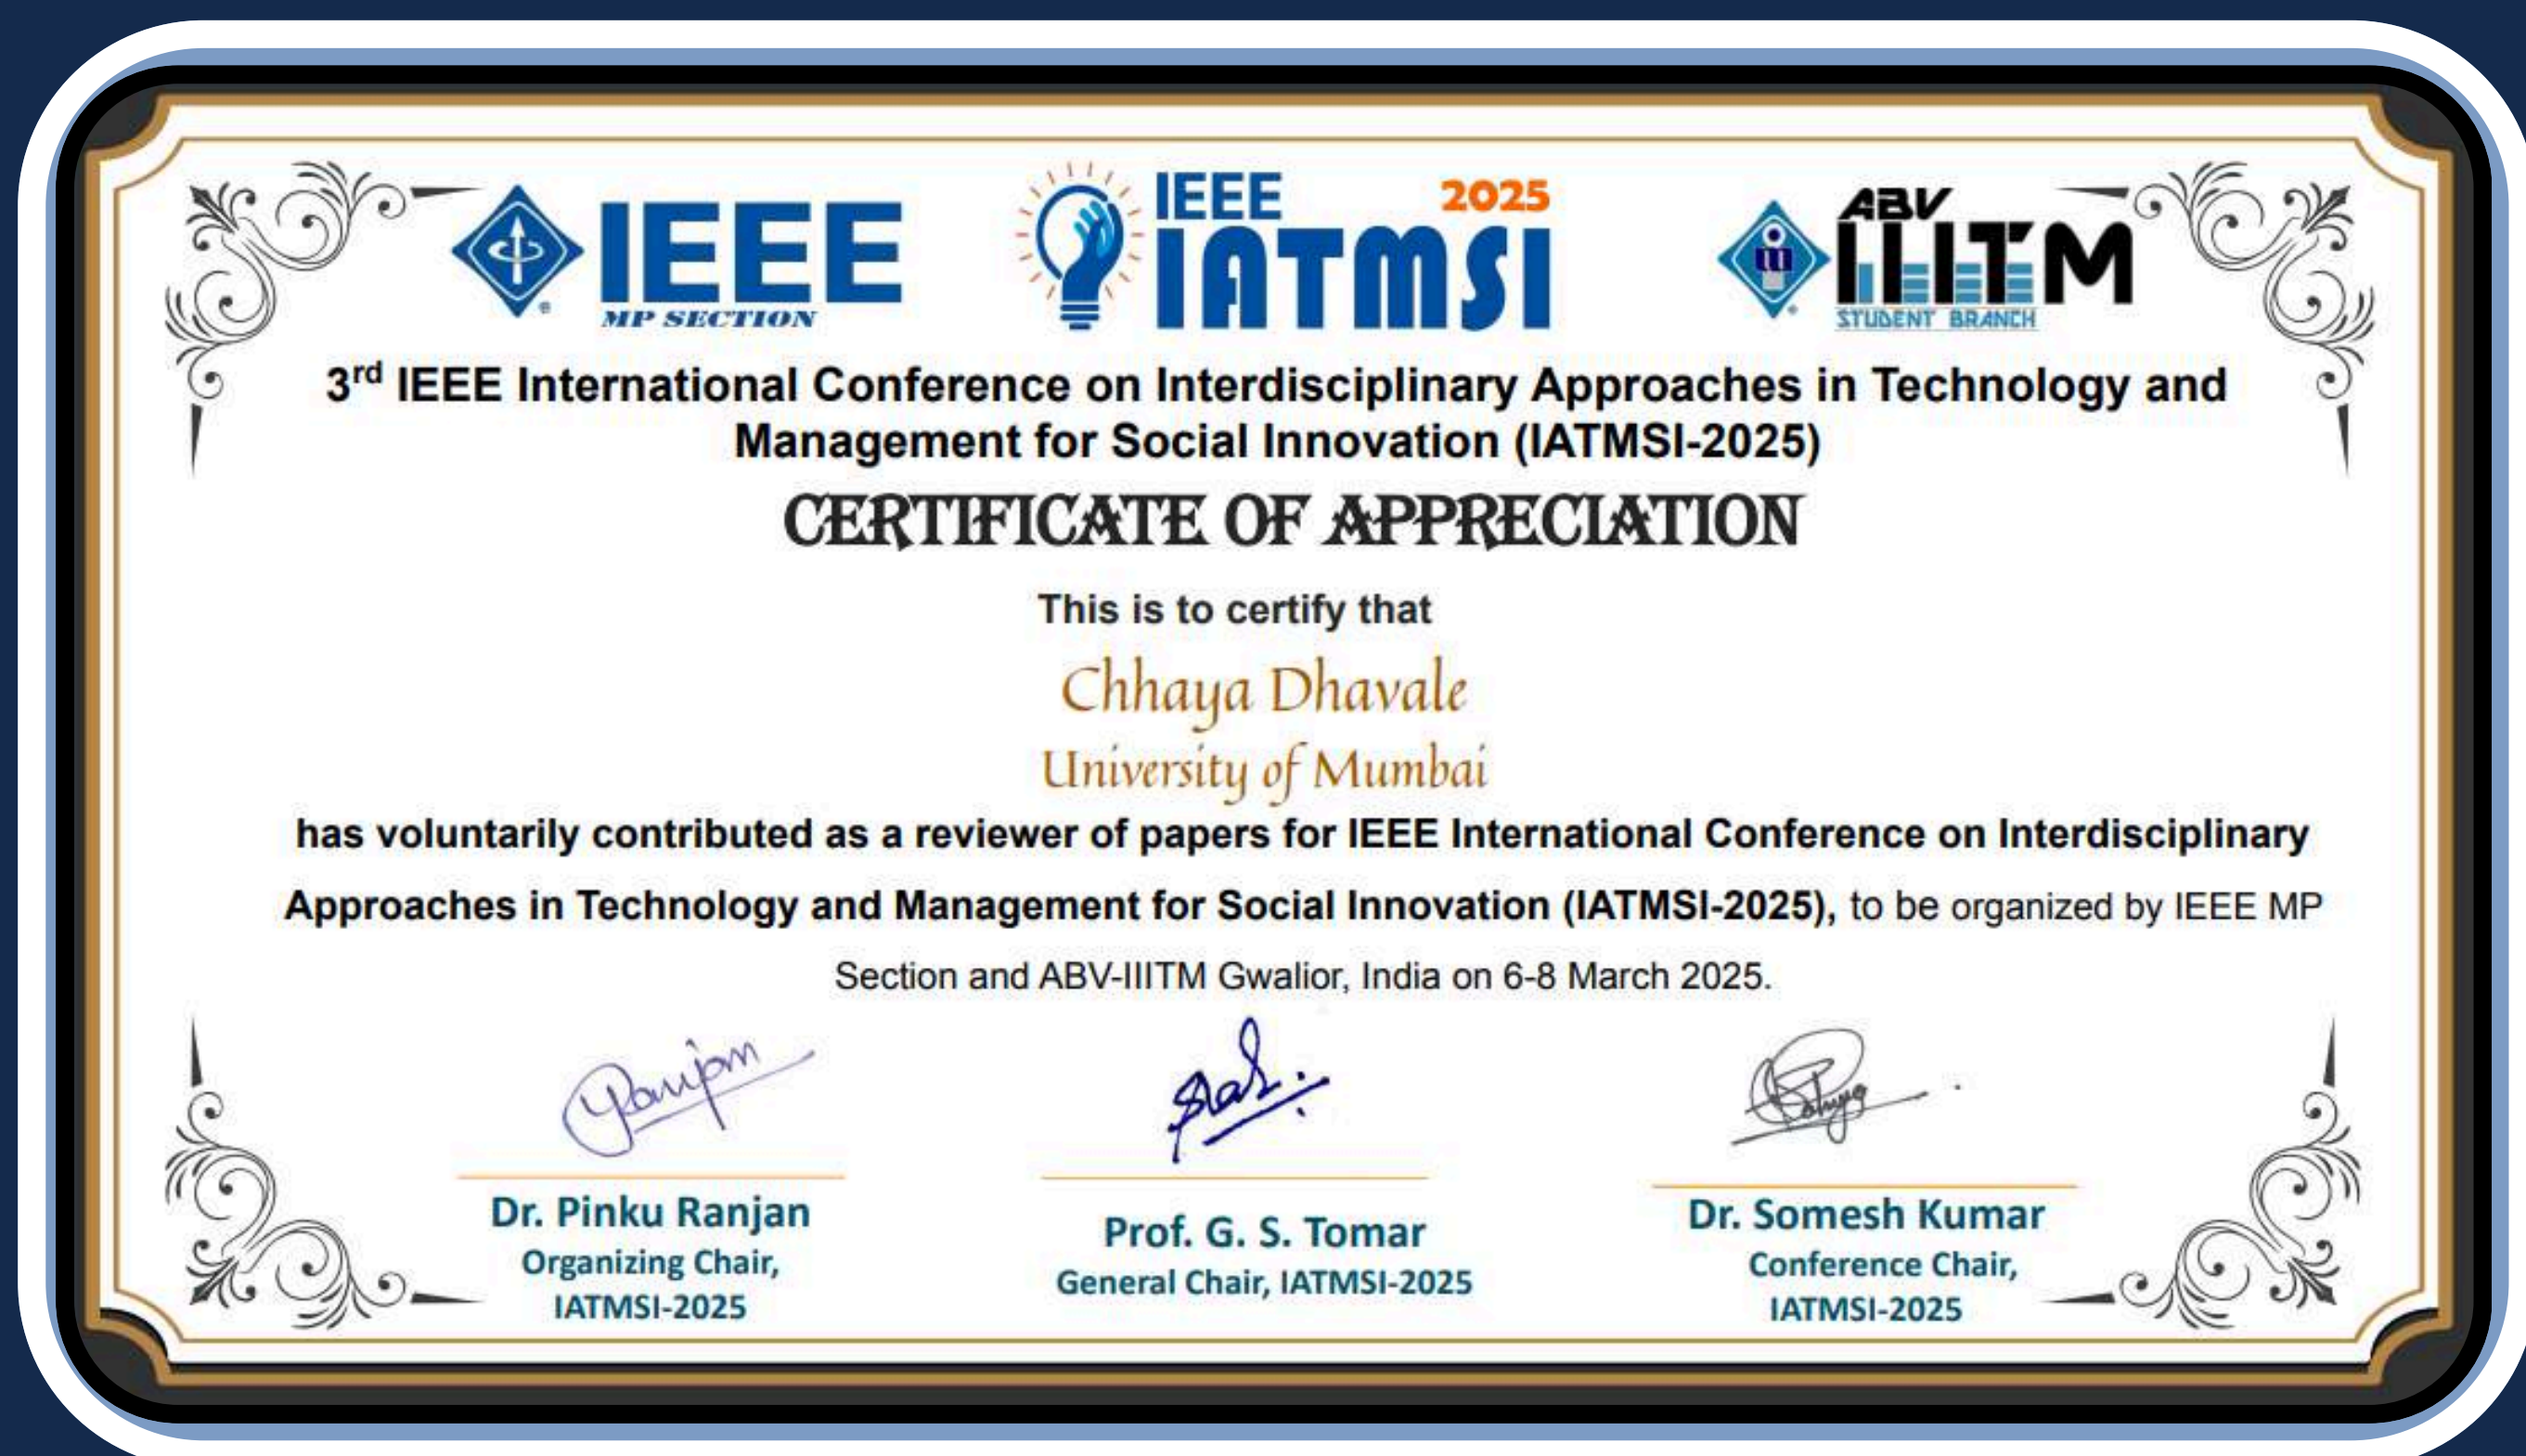 IEEE
MP SECTION
IEEE 2025
IATMSI
ABV
IIITM
STUDENT BRANCH
3rd IEEE International Conference on Interdisciplinary Approaches in Technology and
Management for Social Innovation (IATMSI-2025)
CERTIFICATE OF APPRECIATION
This is to certify that
Chhaya Dhavale
University of Mumbai
has voluntarily contributed as a reviewer of papers for IEEE International Conference on Interdisciplinary
Approaches in Technology and Management for Social Innovation (IATMSI-2025), to be organized by IEEE MP
Section and ABV-IIITM Gwalior, India on 6-8 March 2025.
Ranjan
Dr. Pinku Ranjan
Organizing Chair,
IATMSI-2025
Prof. G. S. Tomar
General Chair, IATMSI-2025
Dr. Somesh Kumar
Conference Chair,
IATMSI-2025